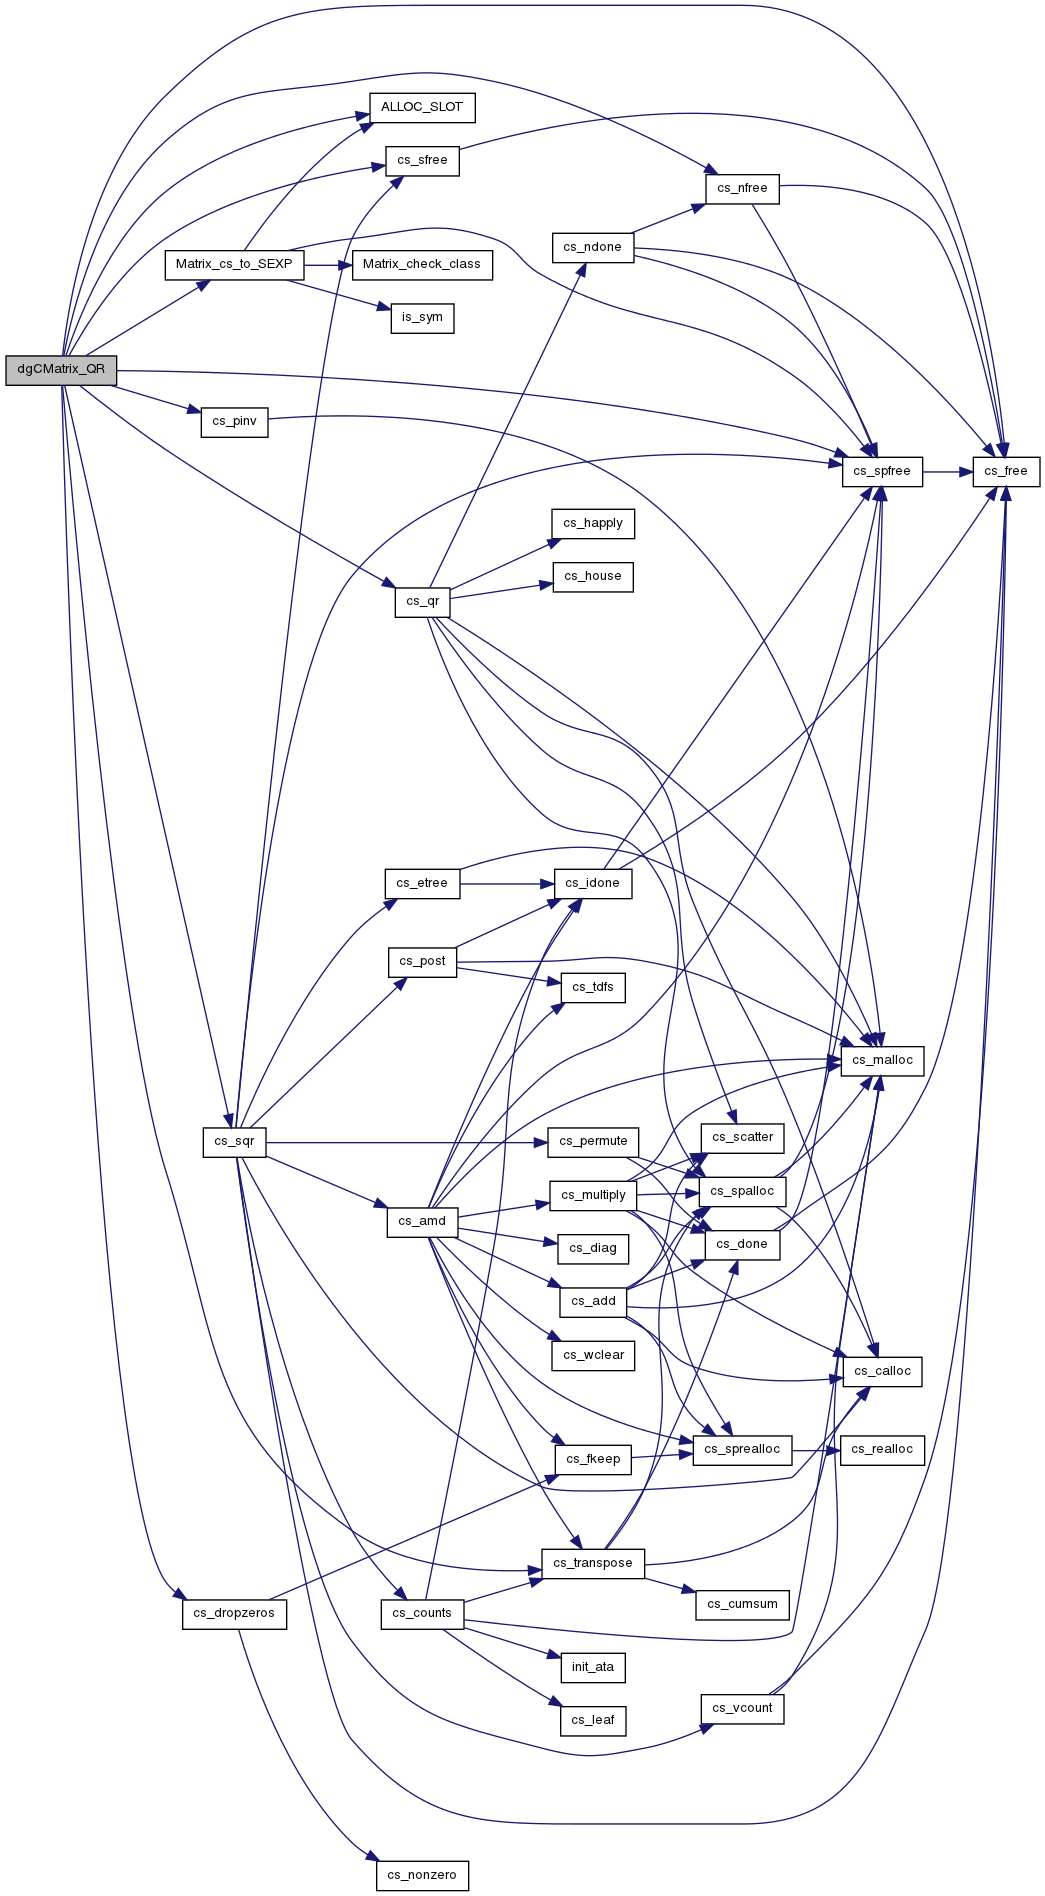 ALLOC_SLOT
cs_sfree
cs_nfree
cs_ndone
Matrix_cs_to_SEXP
Matrix_check_class
is_sym
dgCMatrix_QR
cs_pinv
cs_spfree
cs_free
cs_happly
cs_house
cs_qr
cs_etree
cs_idone
cs_post
cs_tdfs
cs_malloc
cs_sqr
cs_permute
cs_scatter
cs_multiply
cs_spalloc
cs_amd
cs_diag
cs_done
cs_add
cs_wclear
cs_calloc
cs_fkeep
cs_sprealloc
cs_realloc
cs_transpose
cs_dropzeros
cs_counts
cs_cumsum
init_ata
cs_leaf
cs_vcount
cs_nonzero